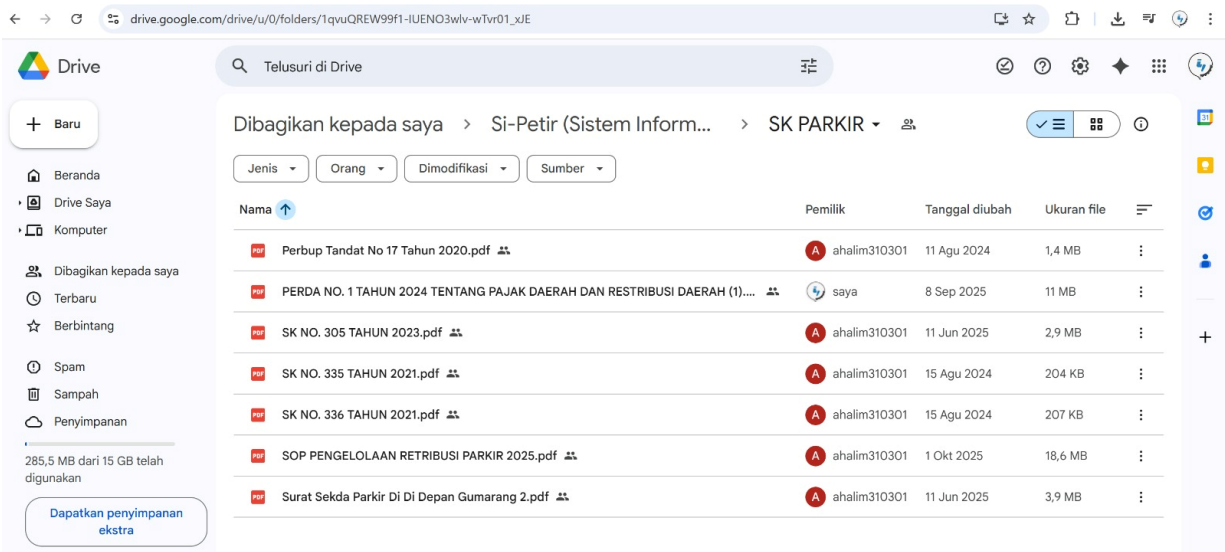 drive.google.com/drive/u/0/folders/1qvuQREW99f1-IUENO3wlv-wTvr01_xJE
Drive
Telusuri di Drive
Baru
Dibagikan kepada saya > Si-Petir (Sistem Inform... > SK PARKIR
Jenis Orang Dimodifikasi Sumber
Beranda
Drive Saya
Komputer
Dibagikan kepada saya
Terbaru
Berbintang
Spam
Sampah
Penyimpanan
285,5 MB dari 15 GB telah
digunakan
Dapatkan penyimpanan
ekstra
Nama Pemilik Tanggal diubah Ukuran file
PDF Perbup Tandat No 17 Tahun 2020.pdf A ahalim310301 11 Agu 2024 1,4 MB
PDF PERDA NO. 1 TAHUN 2024 TENTANG PAJAK DAERAH DAN RESTRIBUSI DAERAH (1).... saya 8 Sep 2025 11 MB
PDF SK NO. 305 TAHUN 2023.pdf A ahalim310301 11 Jun 2025 2,9 MB
PDF SK NO. 335 TAHUN 2021.pdf A ahalim310301 15 Agu 2024 204 KB
PDF SK NO. 336 TAHUN 2021.pdf A ahalim310301 15 Agu 2024 207 KB
PDF SOP PENGELOLAAN RETRIBUSI PARKIR 2025.pdf A ahalim310301 1 Okt 2025 18,6 MB
PDF Surat Sekda Parkir Di Di Depan Gumarang 2.pdf A ahalim310301 11 Jun 2025 3,9 MB
31